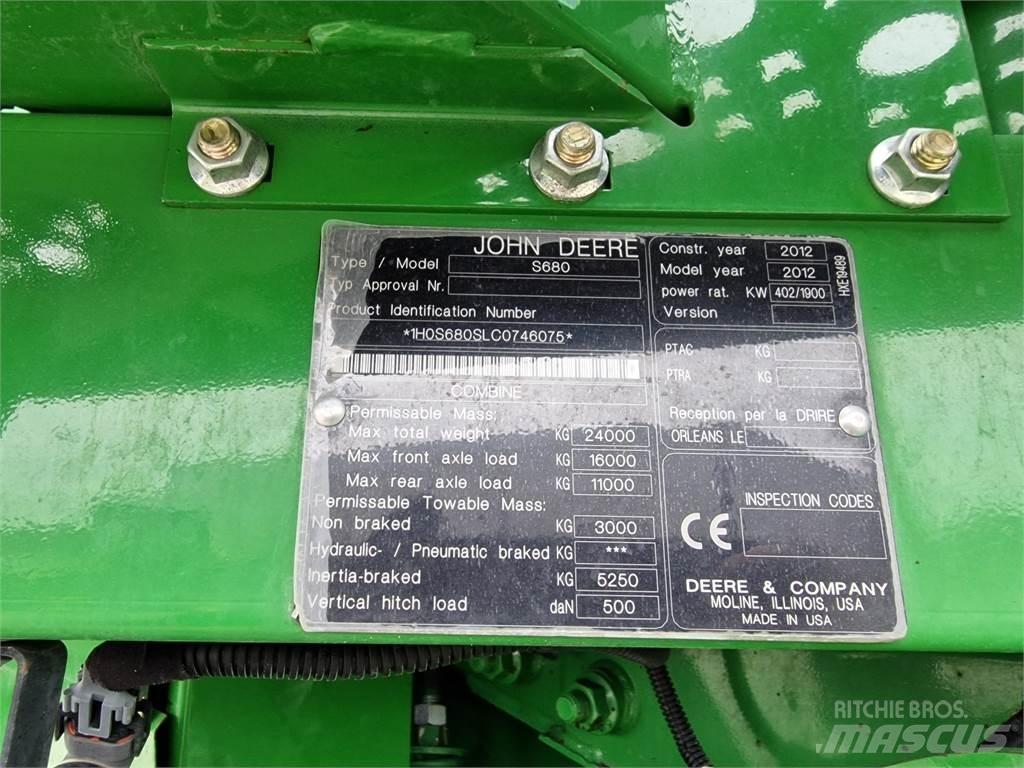 JOHN DEERE
Type / Model S680
Typ Approval Nr.
Product Identification Number
*1H0S680SLC0746075*
COMBINE
Permissable Mass:
Max total weight KG 24000
Max front axle load KG 16000
Max rear axle load KG 11000
Permissable Towable Mass:
Non braked KG 3000
Hydraulic- / Pneumatic braked KG ***
Inertia-braked KG 5250
Vertical hitch load daN 500
Constr. year 2012
Model year 2012
power rat. KW 402/1900
Version
HXE19489
PTAC KG
PTRA KG
Reception per la DRIRE
ORLEANS LE
INSPECTION CODES
CE
DEERE & COMPANY
MOLINE, ILLINOIS, USA
MADE IN USA
RITCHIE BROS.
MASCUS